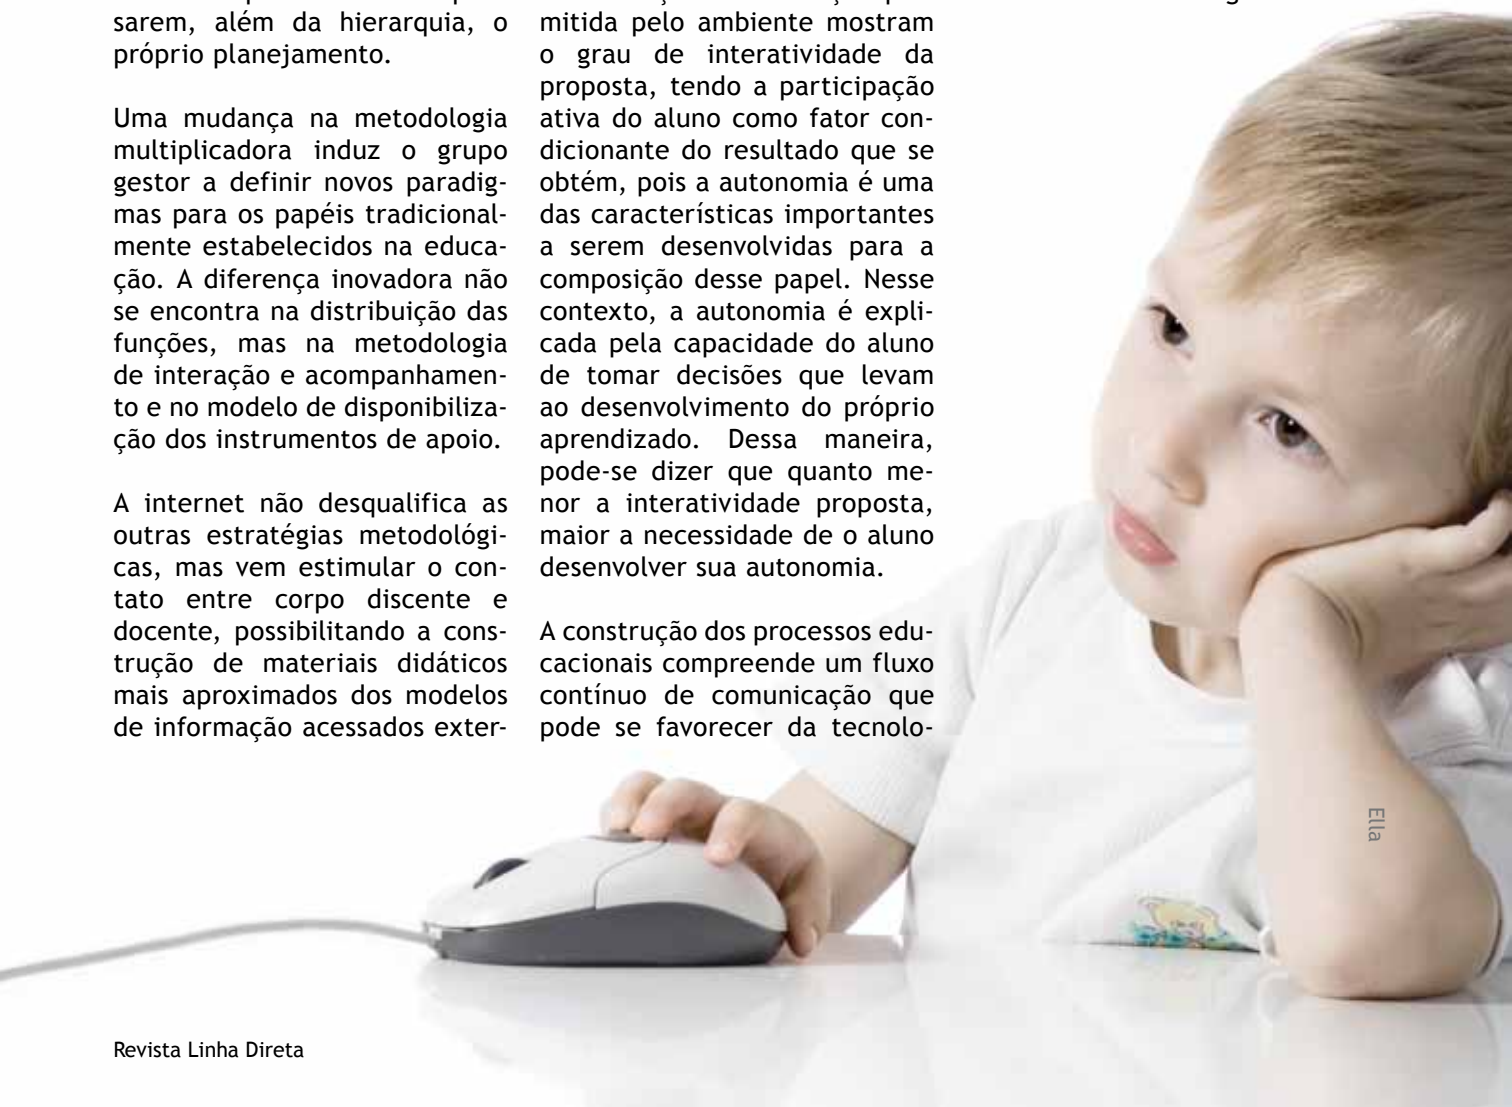 sarem, além da hierarquia, o
próprio planejamento.
Uma mudança na metodologia
multiplicadora induz o grupo
gestor a definir novos paradig-
mas para os papéis tradicional-
mente estabelecidos na educa-
ção. A diferença inovadora não
se encontra na distribuição das
funções, mas na metodologia
de interação e acompanhamen-
to e no modelo de disponibiliza-
ção dos instrumentos de apoio.
A internet não desqualifica as
outras estratégias metodológi-
cas, mas vem estimular o con-
tato entre corpo discente e
docente, possibilitando a cons-
trução de materiais didáticos
mais aproximados dos modelos
de informação acessados exter-
mitida pelo ambiente mostram
o grau de interatividade da
proposta, tendo a participação
ativa do aluno como fator con-
dicionante do resultado que se
obtém, pois a autonomia é uma
das características importantes
a serem desenvolvidas para a
composição desse papel. Nesse
contexto, a autonomia é expli-
cada pela capacidade do aluno
de tomar decisões que levam
ao desenvolvimento do próprio
aprendizado. Dessa maneira,
pode-se dizer que quanto me-
nor a interatividade proposta,
maior a necessidade de o aluno
desenvolver sua autonomia.
A construção dos processos edu-
cacionais compreende um fluxo
contínuo de comunicação que
pode se favorecer da tecnolo-
Ella
Revista Linha Direta